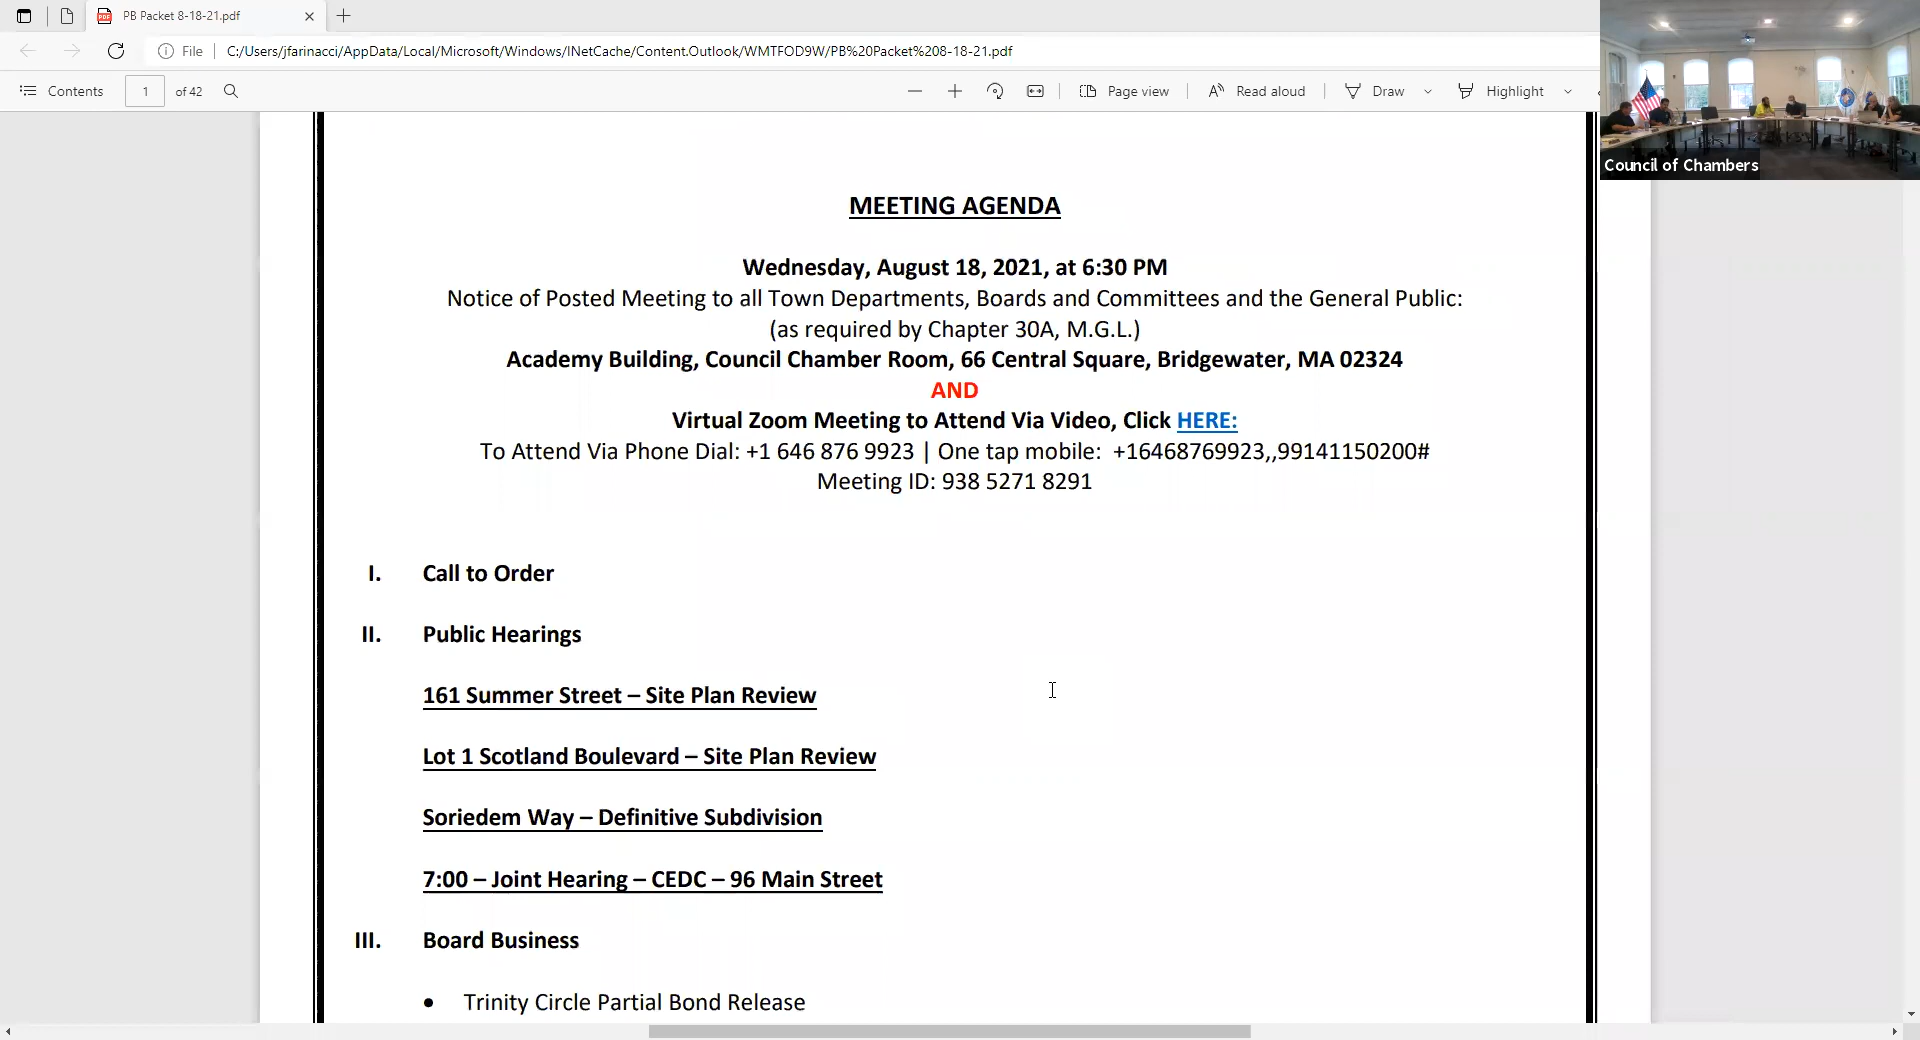 PB Packet 8-18-21.pdf
File
C:/Users/jfarinacci/AppData/Local/Microsoft/Windows/INetCache/Content.Outlook/WMTFOD9W/PB%20Packet%208-18-21.pdf
Contents
1
of 42
Page view
Read aloud
Draw
Highlight
Council of Chambers
MEETING AGENDA
Wednesday, August 18, 2021, at 6:30 PM
Notice of Posted Meeting to all Town Departments, Boards and Committees and the General Public:
(as required by Chapter 30A, M.G.L.)
Academy Building, Council Chamber Room, 66 Central Square, Bridgewater, MA 02324
AND
Virtual Zoom Meeting to Attend Via Video, Click HERE:
To Attend Via Phone Dial: +1 646 876 9923 | One tap mobile: +16468769923,,99141150200#
Meeting ID: 938 5271 8291
I. Call to Order
II. Public Hearings
161 Summer Street – Site Plan Review
Lot 1 Scotland Boulevard – Site Plan Review
Soriedem Way – Definitive Subdivision
7:00 – Joint Hearing – CEDC – 96 Main Street
III. Board Business
• Trinity Circle Partial Bond Release